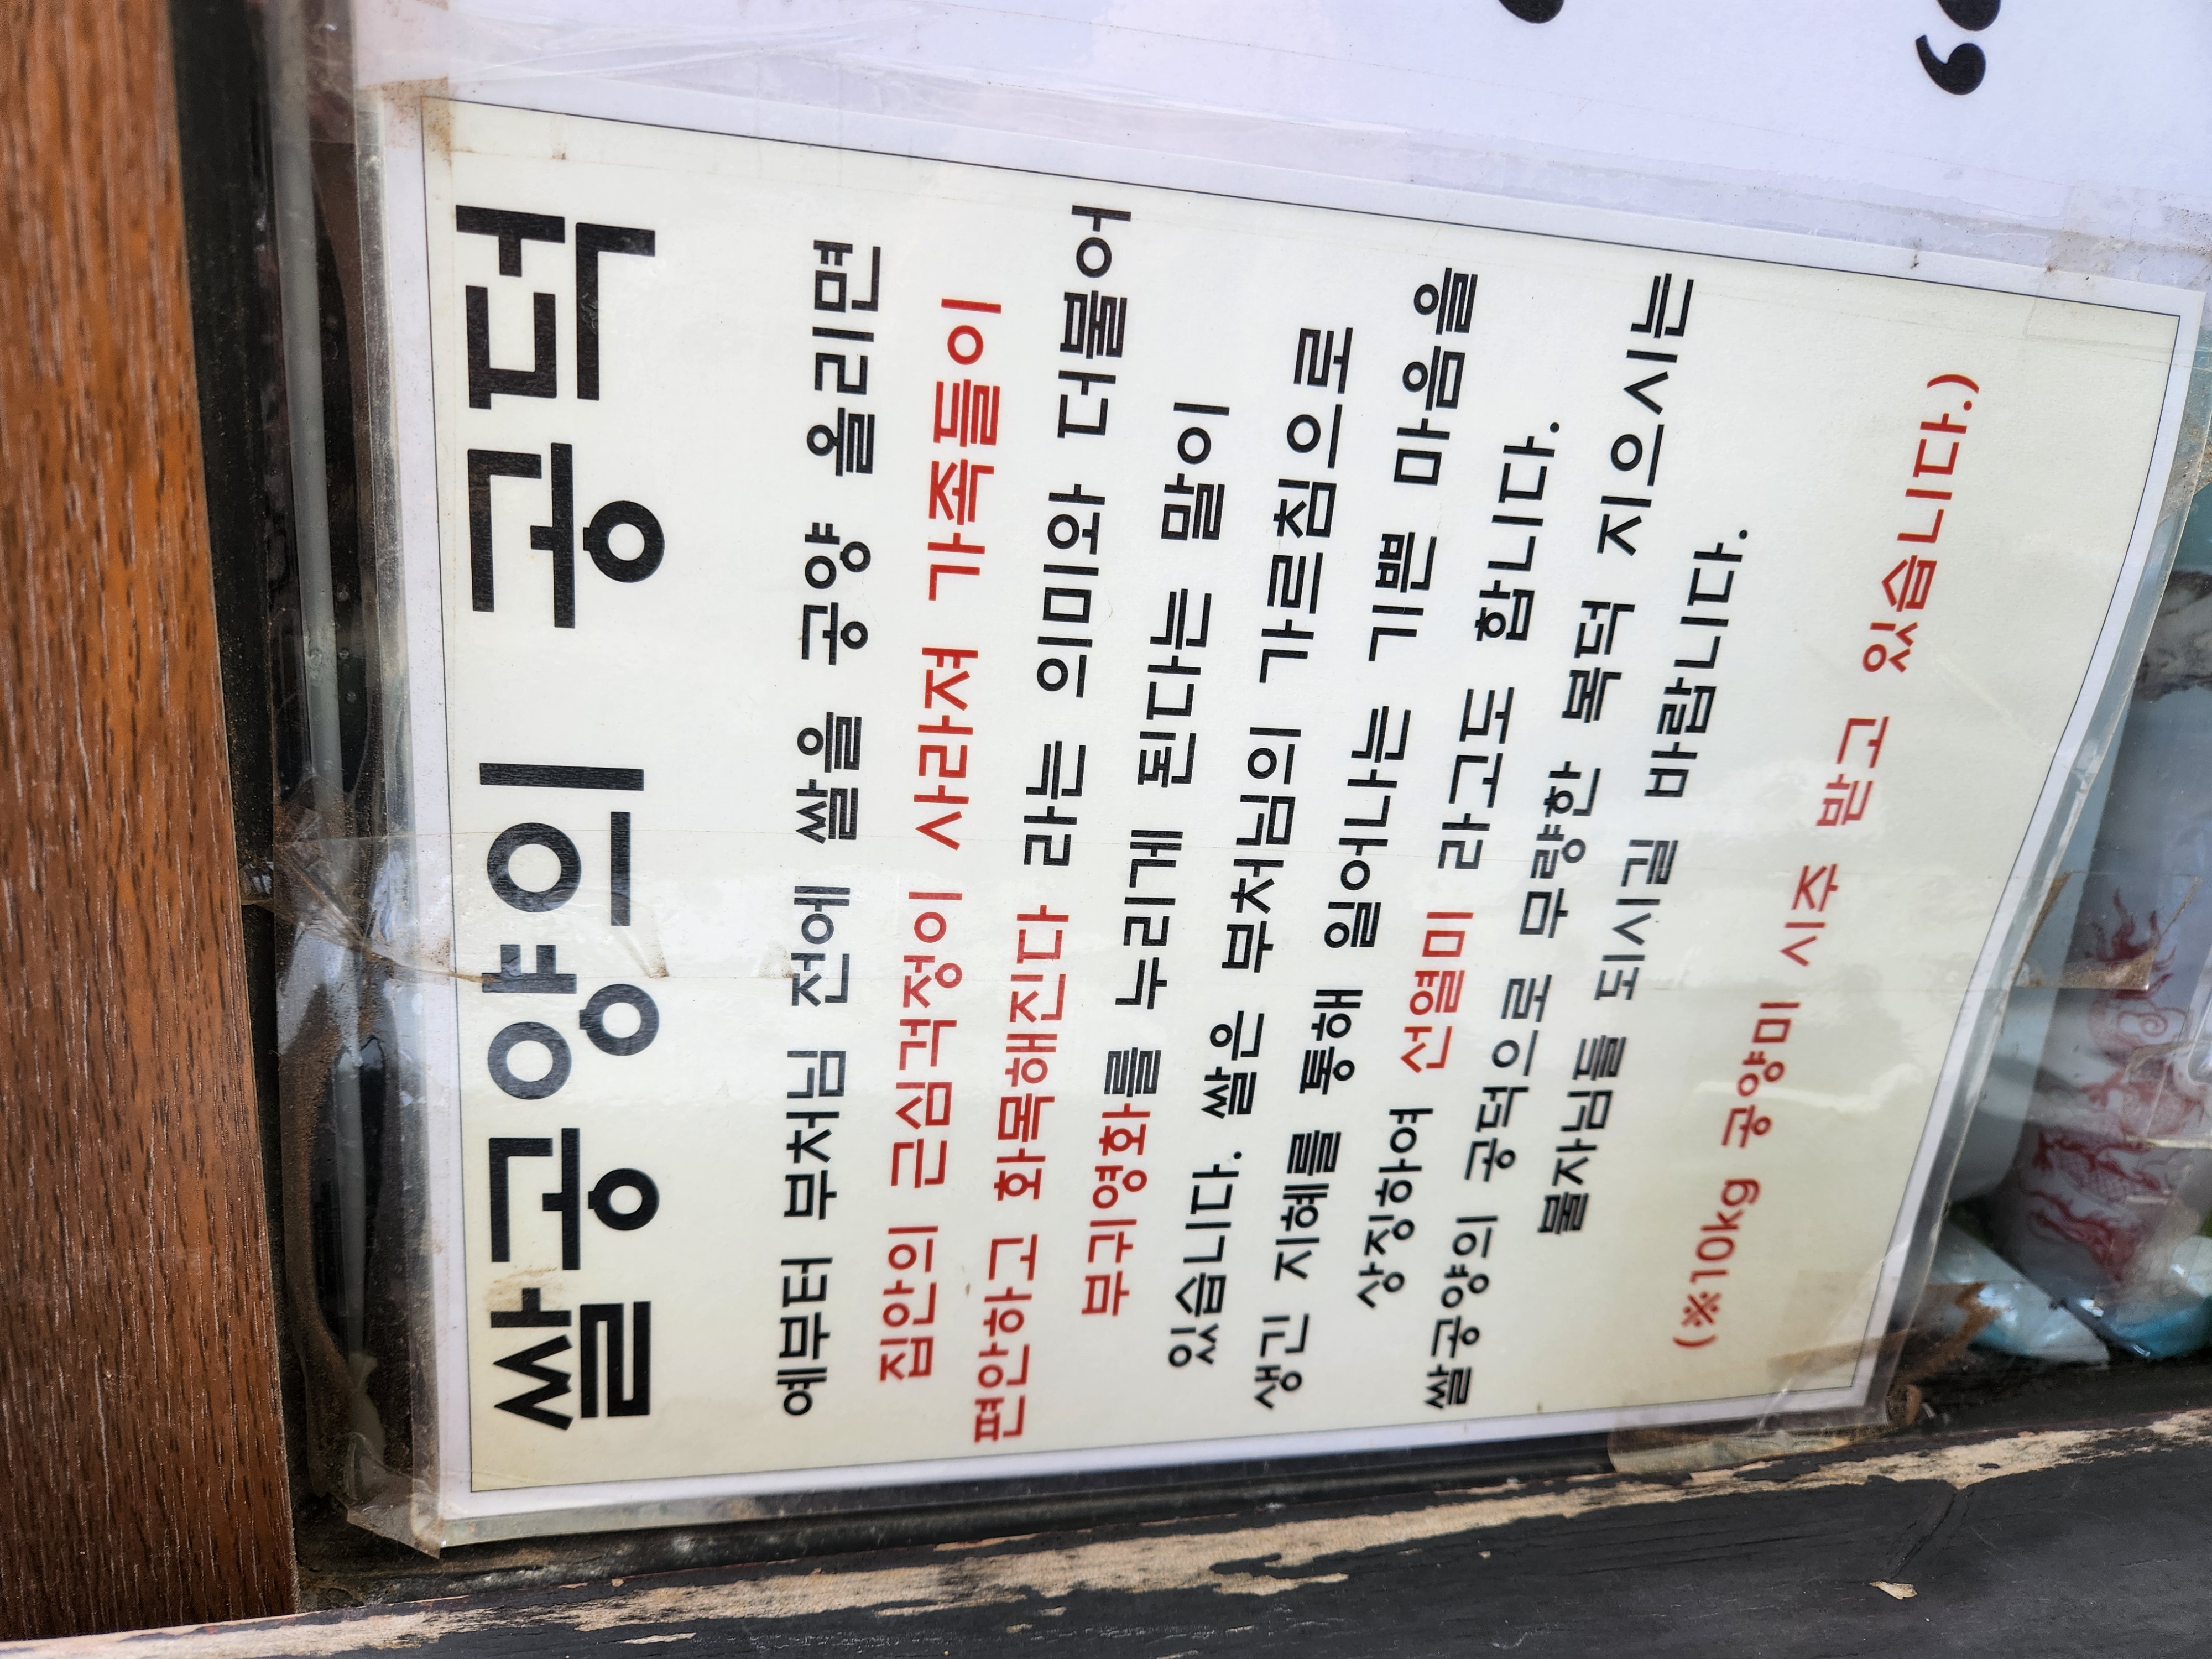 쌀공양의 공덕
예부터 부처님 전에 쌀을 공양 올리면
집안의 근심걱정이 사라져 가족들이
편안하고 화목해진다 라는 의미와 더불어
부귀영화를 누리게 된다는 말이
있습니다. 쌀은 부처님의 가르침으로
생긴 지혜를 통해 일어나는 기쁜 마음을
상징하여 선열미 라고도 합니다.
쌀공양의 공덕으로 무량한 복덕 지으시는
불자님들 되시길 바랍니다.
(※10kg 공양미 시주 받고 있습니다.)